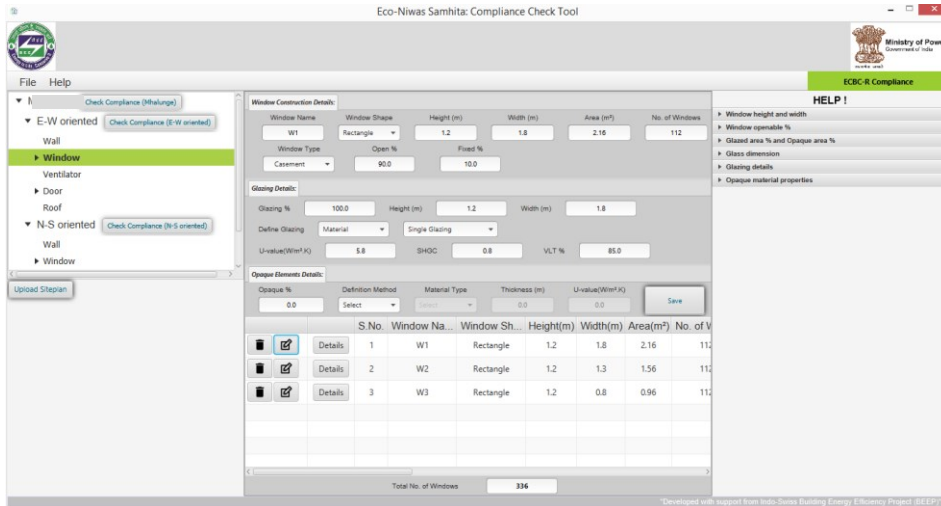 Eco-Niwas Samhita: Compliance Check Tool
Ministry of Pow
Government of India
File Help
ECBC-R Compliance
Check Compliance (Mhalunge)
E-W oriented Check Compliance (E-W oriented)
Wall
Window
Ventilator
Door
Roof
N-S oriented Check Compliance (N-S oriented)
Wall
Window
Upload Siteplan
Window Construction Details:
Window Name Window Shape Height (m) Width (m) Area (m²) No. of Windows
W1 Rectangle 1.2 1.8 2.16 112
Window Type Open % Fixed %
Casement 90.0 10.0
Glazing Details:
Glazing % 100.0 Height (m) 1.2 Width (m) 1.8
Define Glazing Material Single Glazing
U-value(W/m².K) 5.8 SHGC 0.8 VLT % 85.0
Opaque Elements Details:
Opaque % Definition Method Material Type Thickness (m) U-value(W/m².K)
0.0 Select Select 0.0 0.0 Save
S.No. Window Na... Window Sh... Height(m) Width(m) Area(m²) No. of W
Details 1 W1 Rectangle 1.2 1.8 2.16 112
Details 2 W2 Rectangle 1.2 1.3 1.56 112
Details 3 W3 Rectangle 1.2 0.8 0.96 112
Total No. of Windows 336
HELP !
Window height and width
Window openable %
Glazed area % and Opaque area %
Glass dimension
Glazing details
Opaque material properties
"Developed with support from Indo-Swiss Building Energy Efficiency Project (BEEP)"